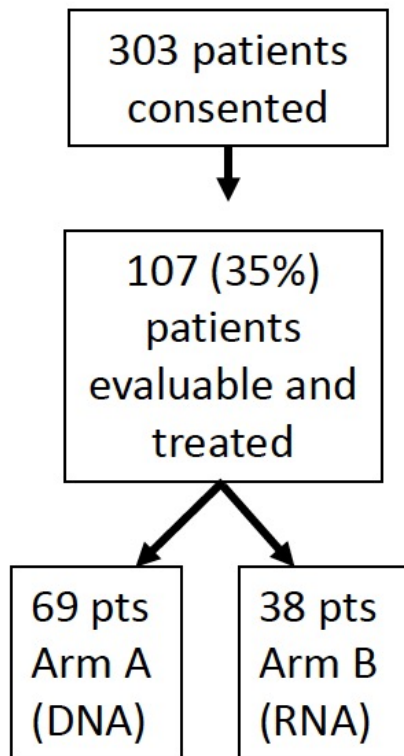 303 patients
consented
107 (35%)
patients
evaluable and
treated
69 pts
Arm A
(DNA)
38 pts
Arm B
(RNA)